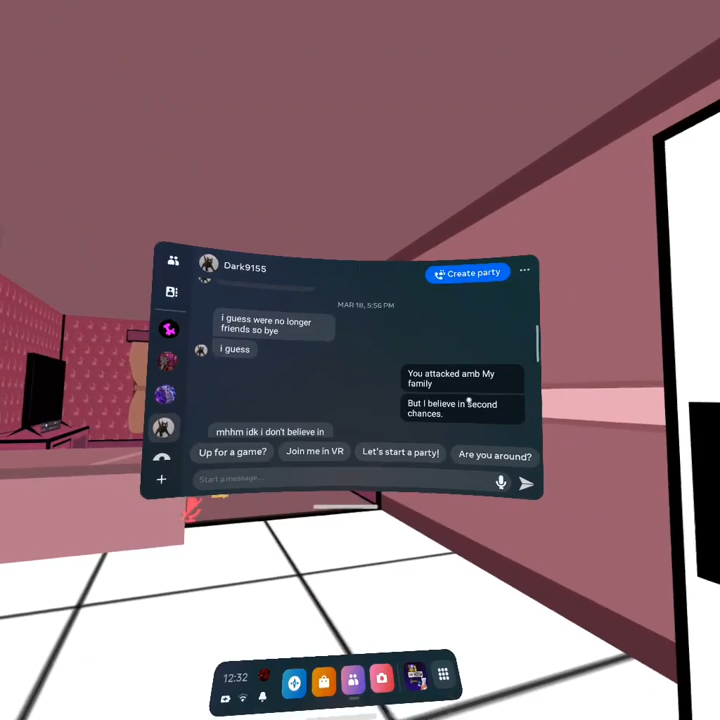 Dark9155
Create party
MAR 18, 5:56 PM
i guess were no longer
friends so bye
i guess
You attacked amb My
family
But I believe in second
chances.
mhhm idk i don't believe in
Up for a game?
Join me in VR
Let's start a party!
Are you around?
Start a message...
12:32